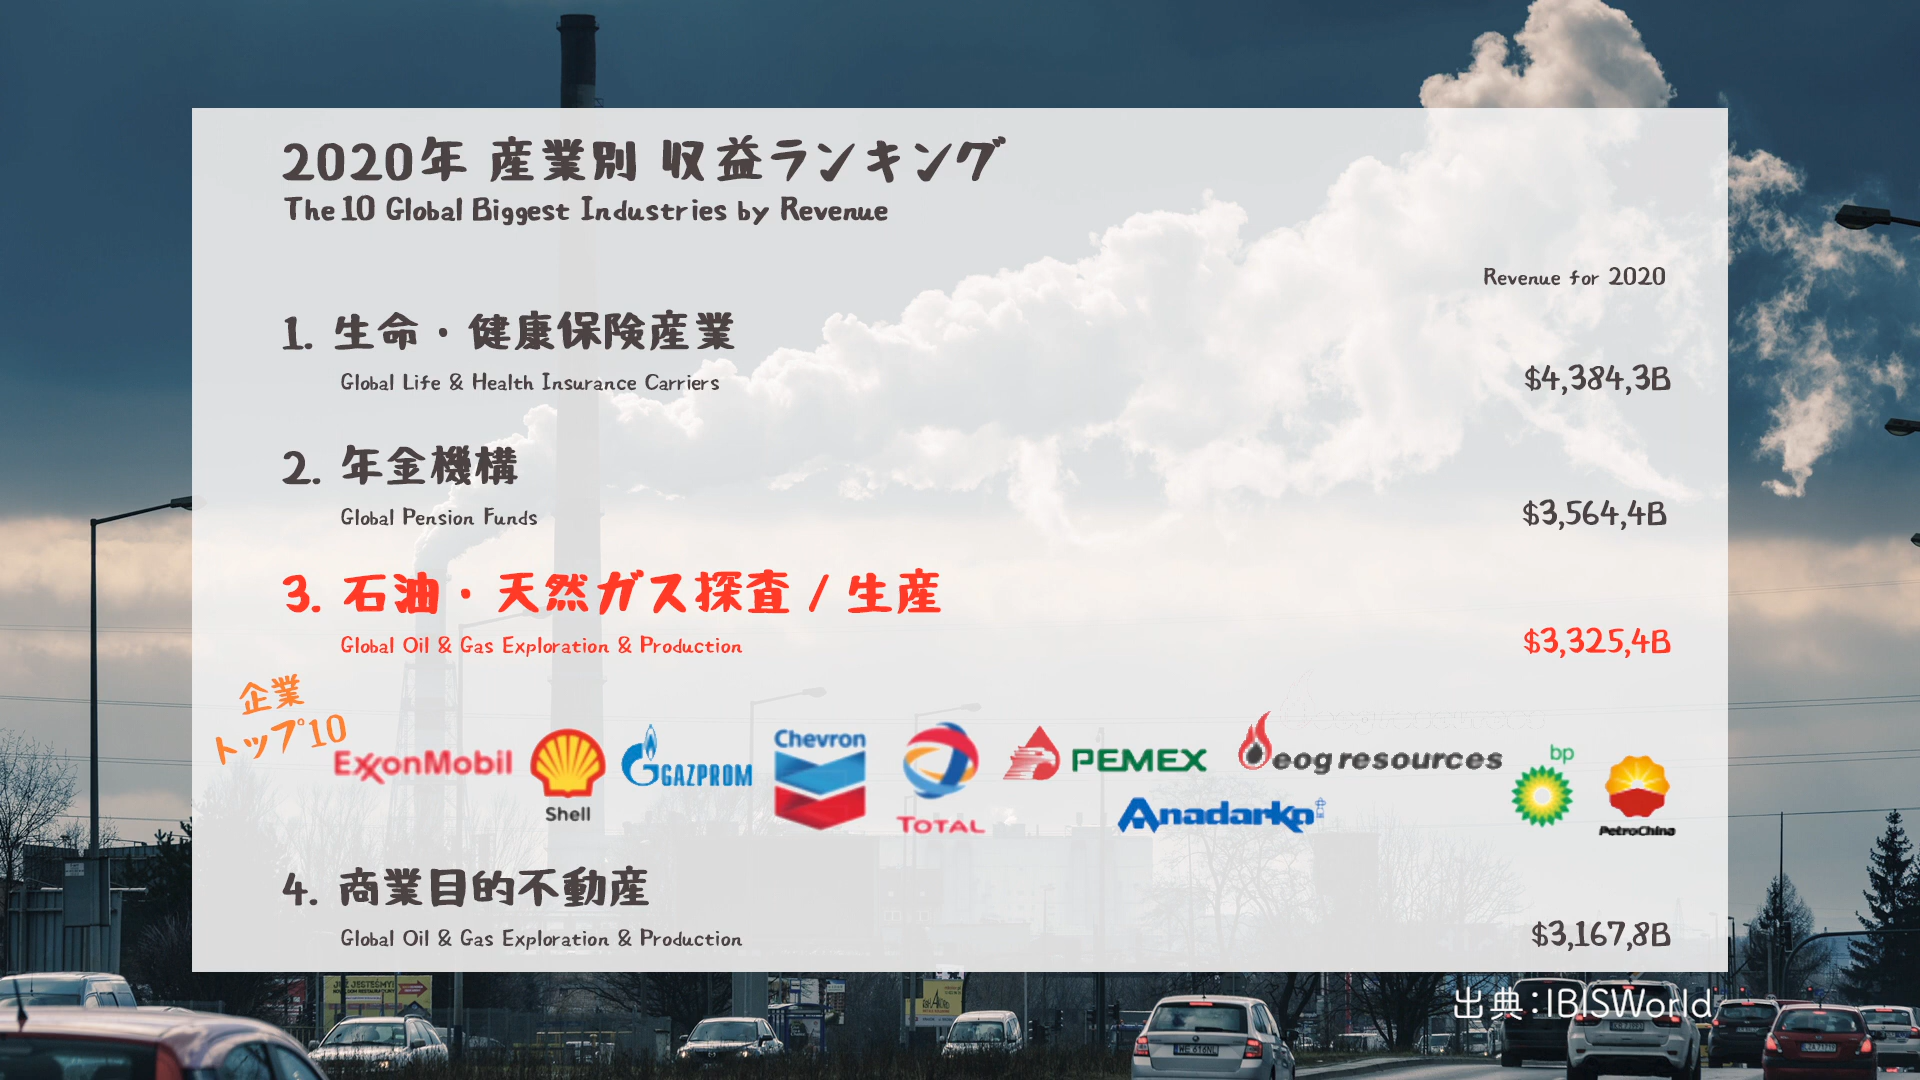 2020年 産業別 収益ランキング
The 10 Global Biggest Industries by Revenue
Revenue for 2020
1. 生命・健康保険産業
Global Life & Health Insurance Carriers
$4,384,3B
2. 年金機構
Global Pension Funds
$3,564,4B
3. 石油・天然ガス探査 / 生産
Global Oil & Gas Exploration & Production
$3,325,4B
企業
トップ10
ExxonMobil
Shell
GAZPROM
Chevron
TOTAL
PEMEX
eog resources
Anadarko
bp
PetroChina
4. 商業目的不動産
Global Oil & Gas Exploration & Production
$3,167,8B
出典:IBISWorld